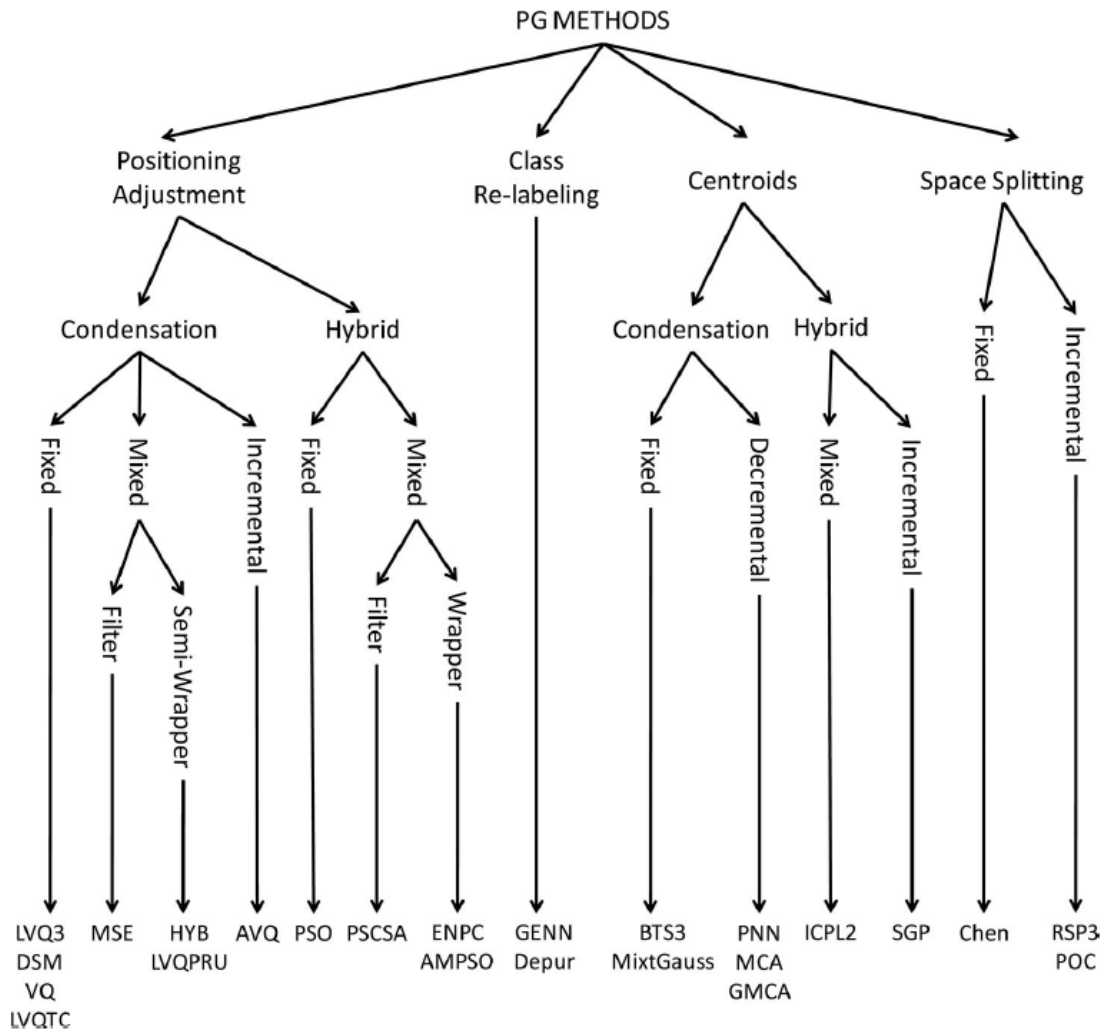 PG METHODS
Positioning
Adjustment
Class
Re-labeling
Centroids
Space Splitting
Condensation
Hybrid
Condensation
Hybrid
Fixed
Incremental
Fixed
Mixed
Incremental
Fixed
Mixed
Fixed
Decremental
Mixed
Incremental
Filter
Semi-Wrapper
Filter
Wrapper
LVQ3
DSM
VQ
LVQTC
MSE
HYB
LVQPRU
AVQ
PSO
PSCSA
ENPC
AMPSO
GENN
Depur
BTS3
MixtGauss
PNN
MCA
GMCA
ICPL2
SGP
Chen
RSP3
POC